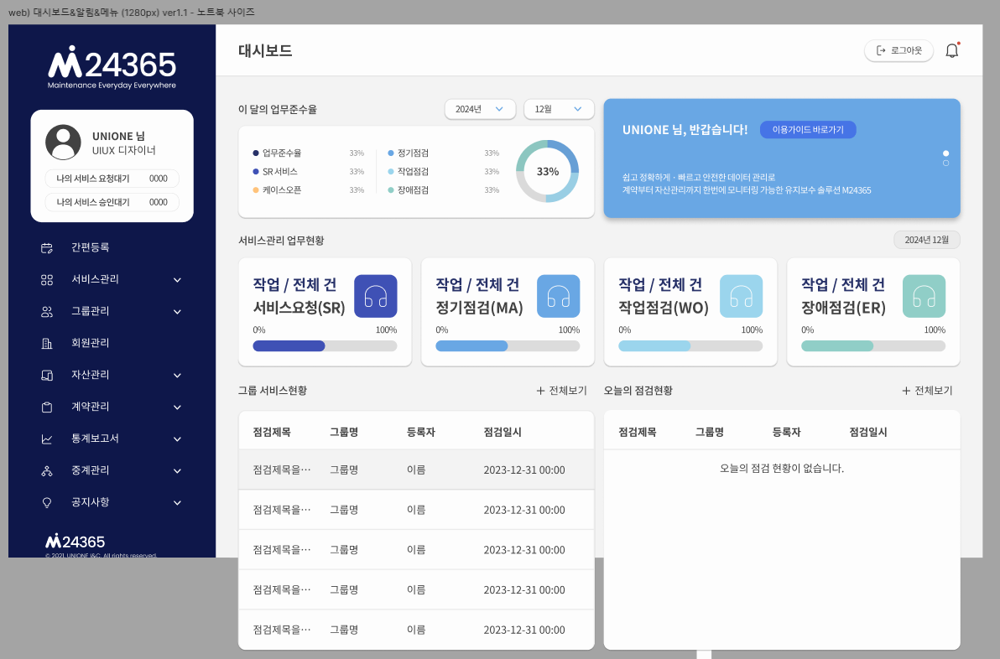 web) 대시보드&알림&메뉴 (1280px) ver1.1 - 노트북 사이즈
M24365
Maintenance Everyday Everywhere
UNIONE 님
UIUX 디자이너
나의 서비스 요청대기 0000
나의 서비스 승인대기 0000
간편등록
서비스관리
그룹관리
회원관리
자산관리
계약관리
통계보고서
중계관리
공지사항
M24365
© 2021. UNIONE I&C. All rights reserved.
대시보드
로그아웃
이 달의 업무준수율
2024년
12월
업무준수율 33%
SR 서비스 33%
케이스오픈 33%
정기점검 33%
작업점검 33%
장애점검 33%
33%
UNIONE 님, 반갑습니다!
이용가이드 바로가기
쉽고 정확하게 · 빠르고 안전한 데이터 관리로
계약부터 자산관리까지 한번에 모니터링 가능한 유지보수 솔루션 M24365
서비스관리 업무현황
2024년 12월
작업 / 전체 건
서비스요청(SR)
0% 100%
작업 / 전체 건
정기점검(MA)
0% 100%
작업 / 전체 건
작업점검(WO)
0% 100%
작업 / 전체 건
장애점검(ER)
0% 100%
그룹 서비스현황
+ 전체보기
점검제목 그룹명 등록자 점검일시
점검제목을… 그룹명 이름 2023-12-31 00:00
점검제목을… 그룹명 이름 2023-12-31 00:00
점검제목을… 그룹명 이름 2023-12-31 00:00
점검제목을… 그룹명 이름 2023-12-31 00:00
점검제목을… 그룹명 이름 2023-12-31 00:00
오늘의 점검현황
+ 전체보기
점검제목 그룹명 등록자 점검일시
오늘의 점검 현황이 없습니다.